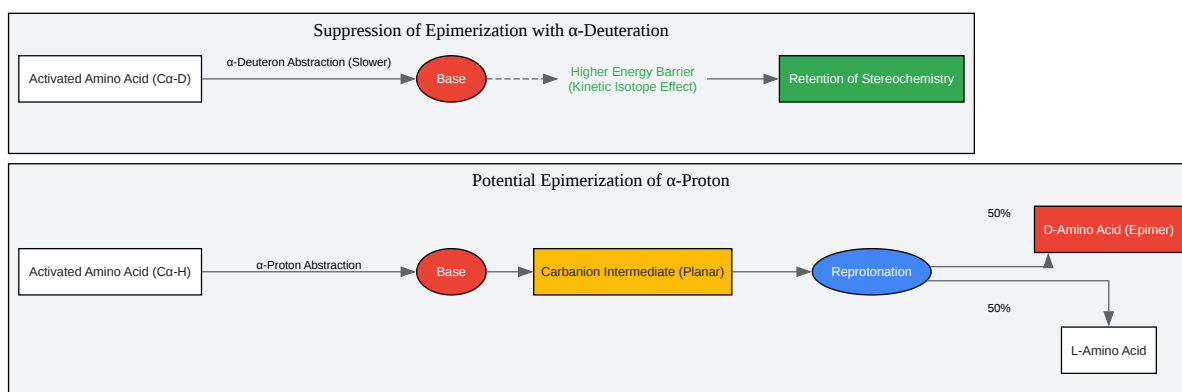 Suppression of Epimerization with α-Deuteration
Activated Amino Acid (Cα-D)
α-Deuteron Abstraction (Slower)
Base
Higher Energy Barrier
(Kinetic Isotope Effect)
Retention of Stereochemistry
Potential Epimerization of α-Proton
Activated Amino Acid (Cα-H)
α-Proton Abstraction
Base
Carbanion Intermediate (Planar)
Reprotonation
50%
D-Amino Acid (Epimer)
50%
L-Amino Acid